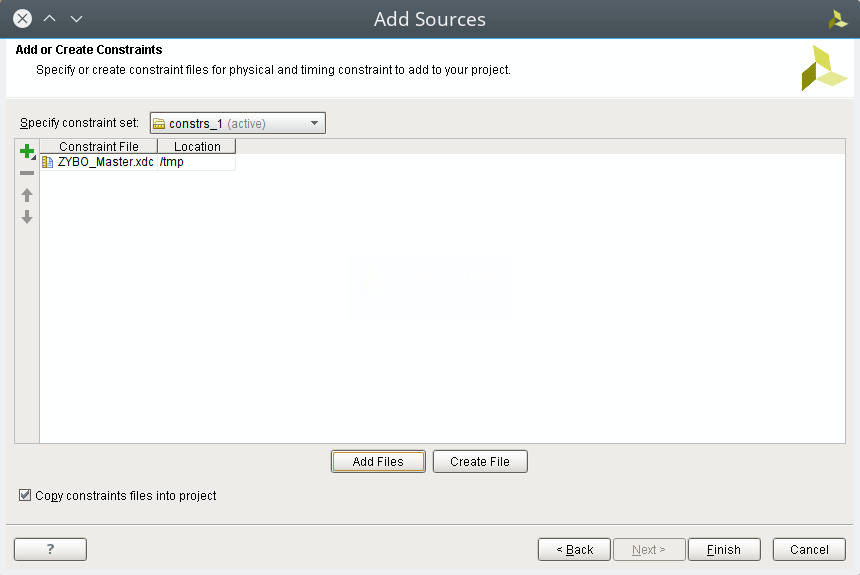 Add Sources
Add or Create Constraints
Specify or create constraint files for physical and timing constraint to add to your project.
Specify constraint set: constrs_1 (active)
Constraint File Location
ZYBO_Master.xdc /tmp
Add Files Create File
Copy constraints files into project
? < Back Next > Finish Cancel